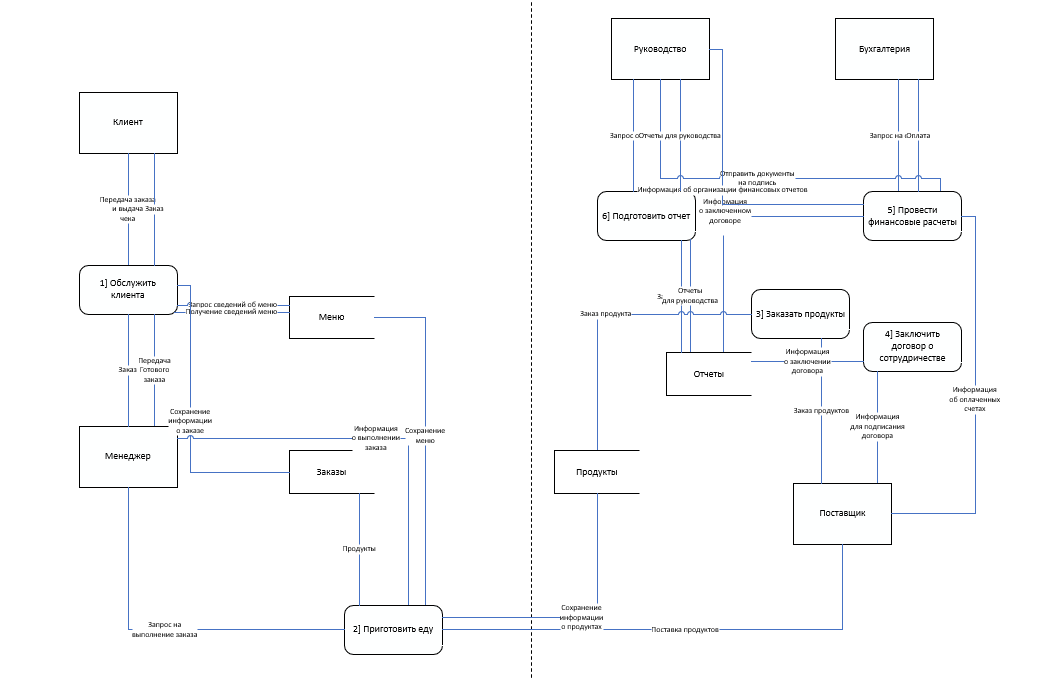 Руководство
Бухгалтерия
Клиент
Запрос о
Отчеты для руководства
Запрос на
Оплата
Отправить документы
на подпись
Информация об организации финансовых отчетов
Передача заказа
и выдача
чека
Заказ
6] Подготовить отчет
Информация
о заключенном
договоре
5] Провести
финансовые расчеты
1] Обслужить
клиента
Запрос сведений об меню
Получение сведений меню
Меню
Отчеты
для руководства
Заказ продукта
3] Заказать продукты
4] Заключить
договор о
сотрудричестве
Заказ
Передача
Готового
заказа
Отчеты
Информация
о заключении
договора
Информация
об оплаченных
счетах
Сохранение
информации
о заказе
Заказ продуктов
Информация
для подписания
договора
Информация
о выполнении
заказа
Сохранение
меню
Менеджер
Заказы
Продукты
Поставщик
Продукты
Запрос на
выполнение заказа
2] Приготовить еду
Сохранение
информации
о продуктах
Поставка продуктов